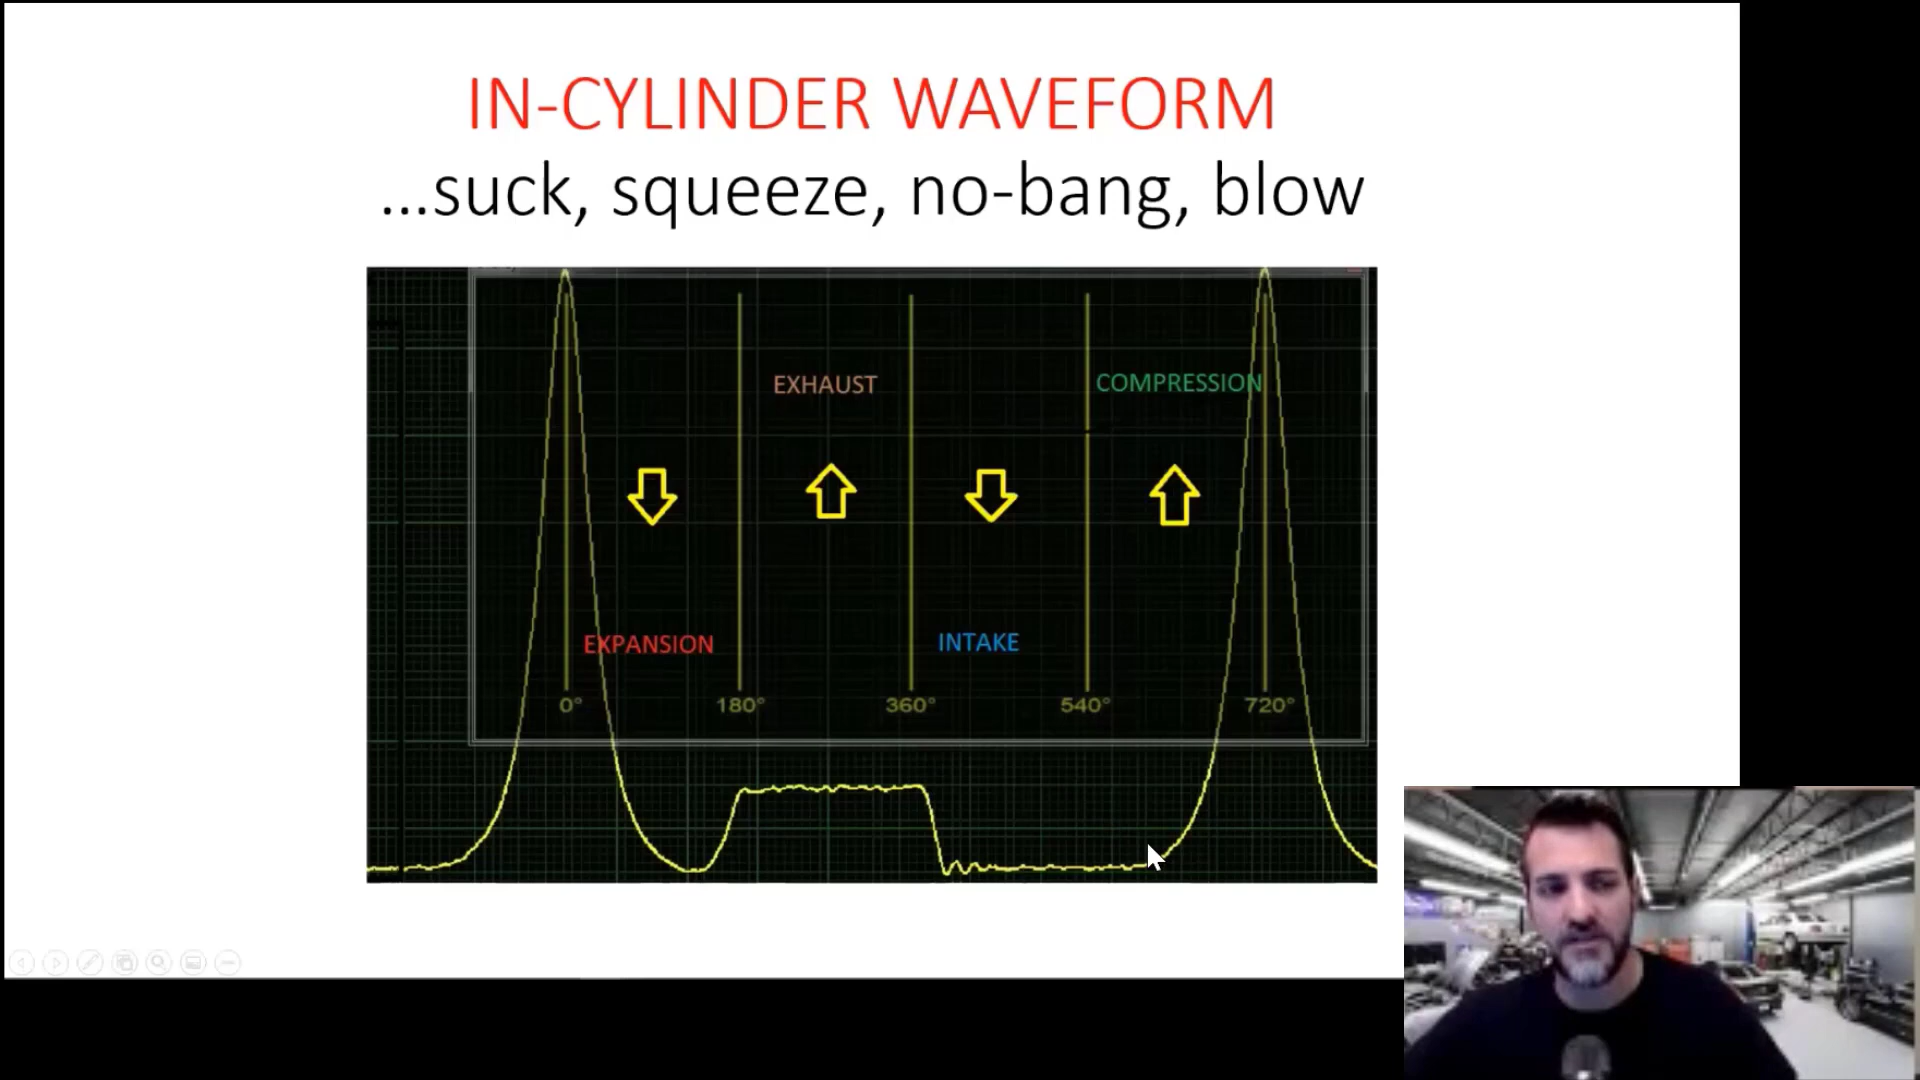 IN-CYLINDER WAVEFORM
...suck, squeeze, no-bang, blow
EXHAUST
COMPRESSION
EXPANSION
INTAKE
0° 180° 360° 540° 720°